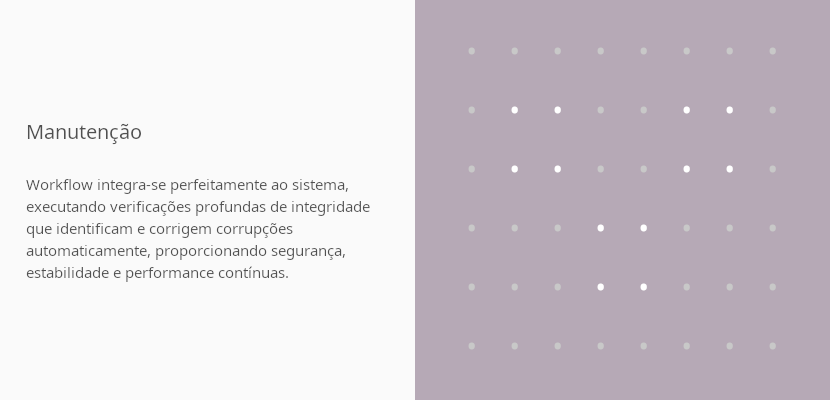 Manutenção
Workflow integra-se perfeitamente ao sistema,
executando verificações profundas de integridade
que identificam e corrigem corrupções
automaticamente, proporcionando segurança,
estabilidade e performance contínuas.